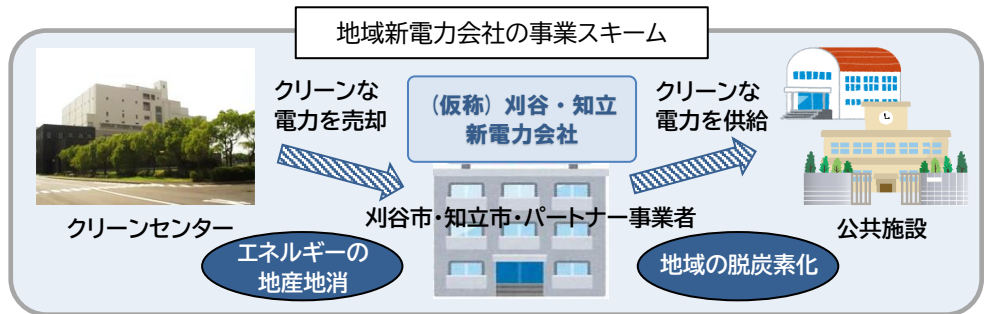 地域新電力会社の事業スキーム
クリーンな
電力を売却
(仮称) 刈谷・知立
新電力会社
クリーンな
電力を供給
クリーンセンター
刈谷市・知立市・パートナー事業者
公共施設
エネルギーの
地産地消
地域の脱炭素化